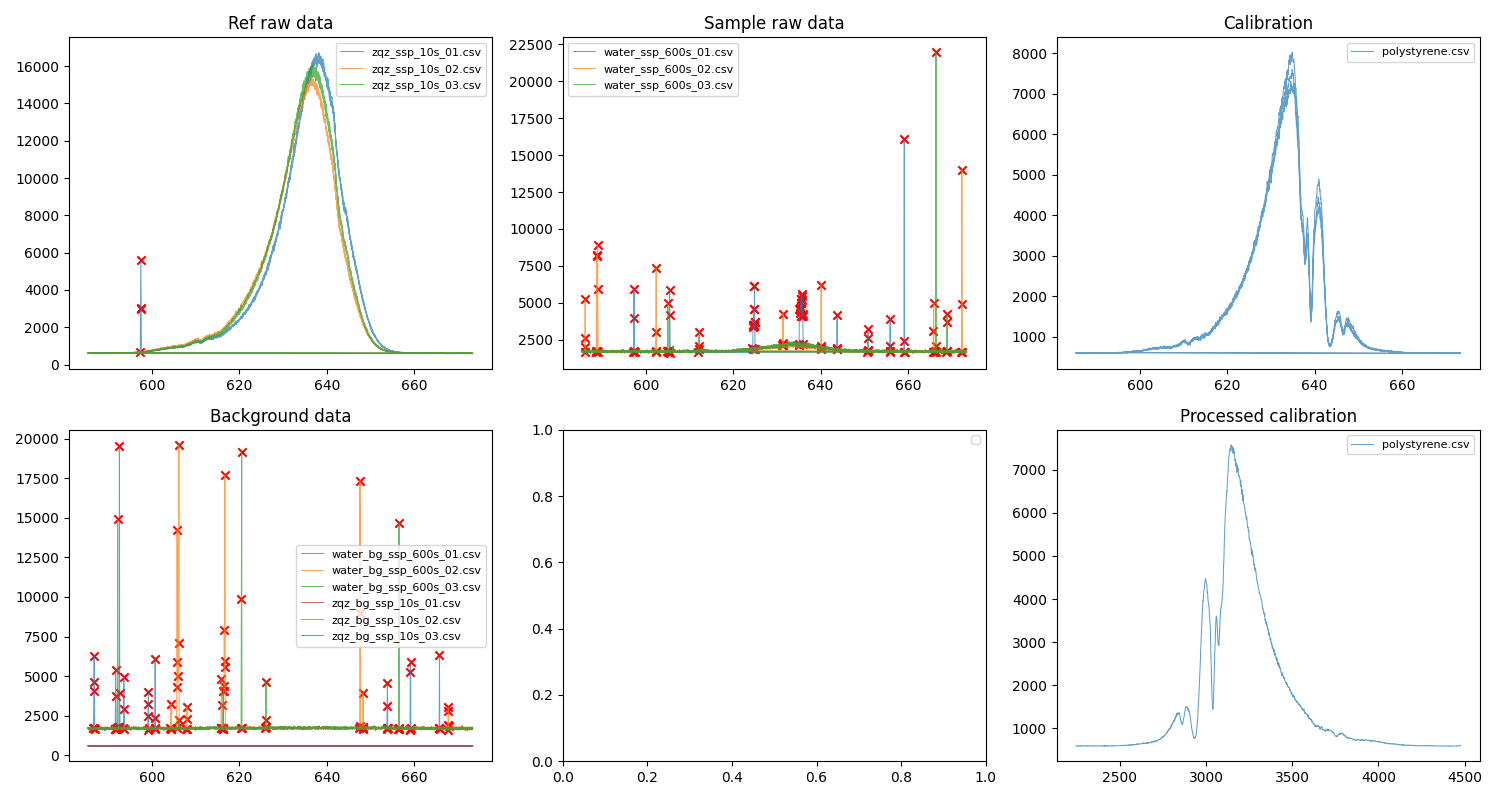 Ref raw data
zqz_ssp_10s_01.csv
zqz_ssp_10s_02.csv
zqz_ssp_10s_03.csv
16000
14000
12000
10000
8000
6000
4000
2000
0
600 620 640 660
Sample raw data
water_ssp_600s_01.csv
water_ssp_600s_02.csv
water_ssp_600s_03.csv
22500
20000
17500
15000
12500
10000
7500
5000
2500
600 620 640 660
Calibration
polystyrene.csv
8000
7000
6000
5000
4000
3000
2000
1000
600 620 640 660
Background data
20000
17500
15000
12500
10000
7500
5000
2500
0
water_bg_ssp_600s_01.csv
water_bg_ssp_600s_02.csv
water_bg_ssp_600s_03.csv
zqz_bg_ssp_10s_01.csv
zqz_bg_ssp_10s_02.csv
zqz_bg_ssp_10s_03.csv
600 620 640 660
1.0
0.8
0.6
0.4
0.2
0.0
0.0 0.2 0.4 0.6 0.8 1.0
Processed calibration
polystyrene.csv
7000
6000
5000
4000
3000
2000
1000
2500 3000 3500 4000 4500